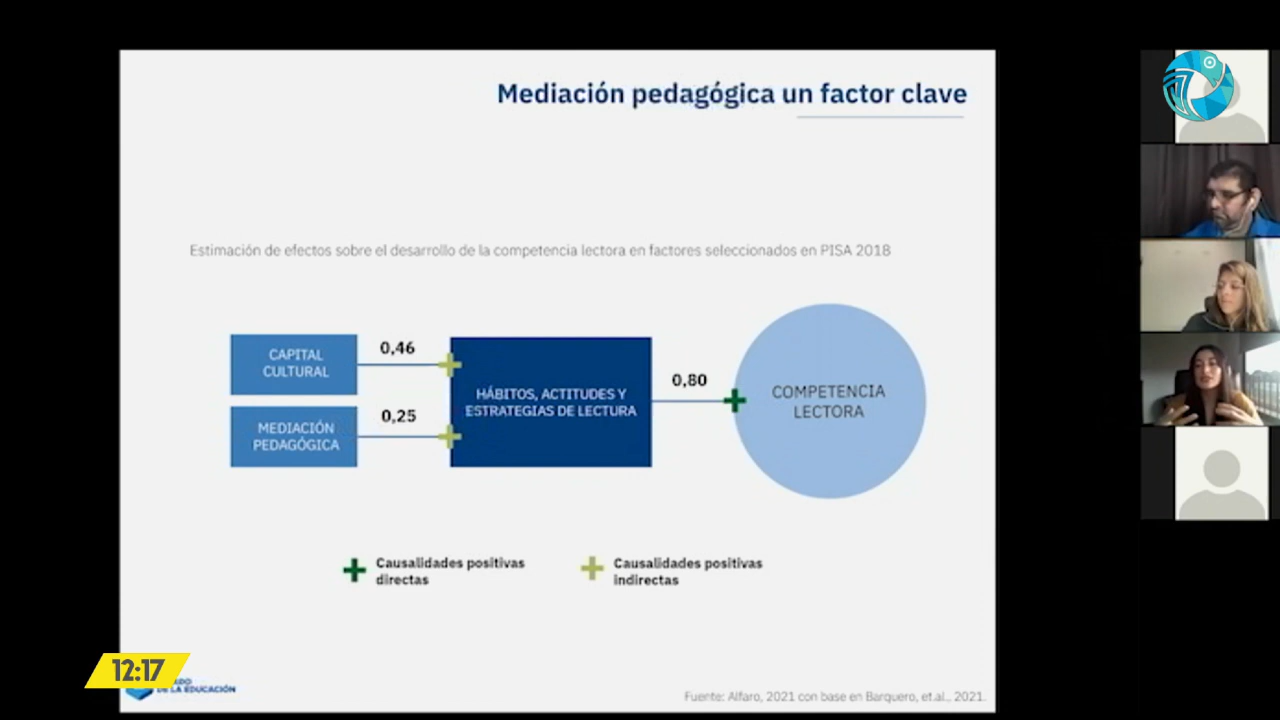 Mediación pedagógica un factor clave
Estimación de efectos sobre el desarrollo de la competencia lectora en factores seleccionados en PISA 2018
CAPITAL
CULTURAL
0,46
MEDIACIÓN
PEDAGÓGICA
0,25
HÁBITOS, ACTITUDES Y
ESTRATEGIAS DE LECTURA
0,80
COMPETENCIA
LECTORA
Causalidades positivas
directas
Causalidades positivas
indirectas
12:17
DE LA EDUCACIÓN
Fuente: Alfaro, 2021 con base en Barquero, et.al., 2021.